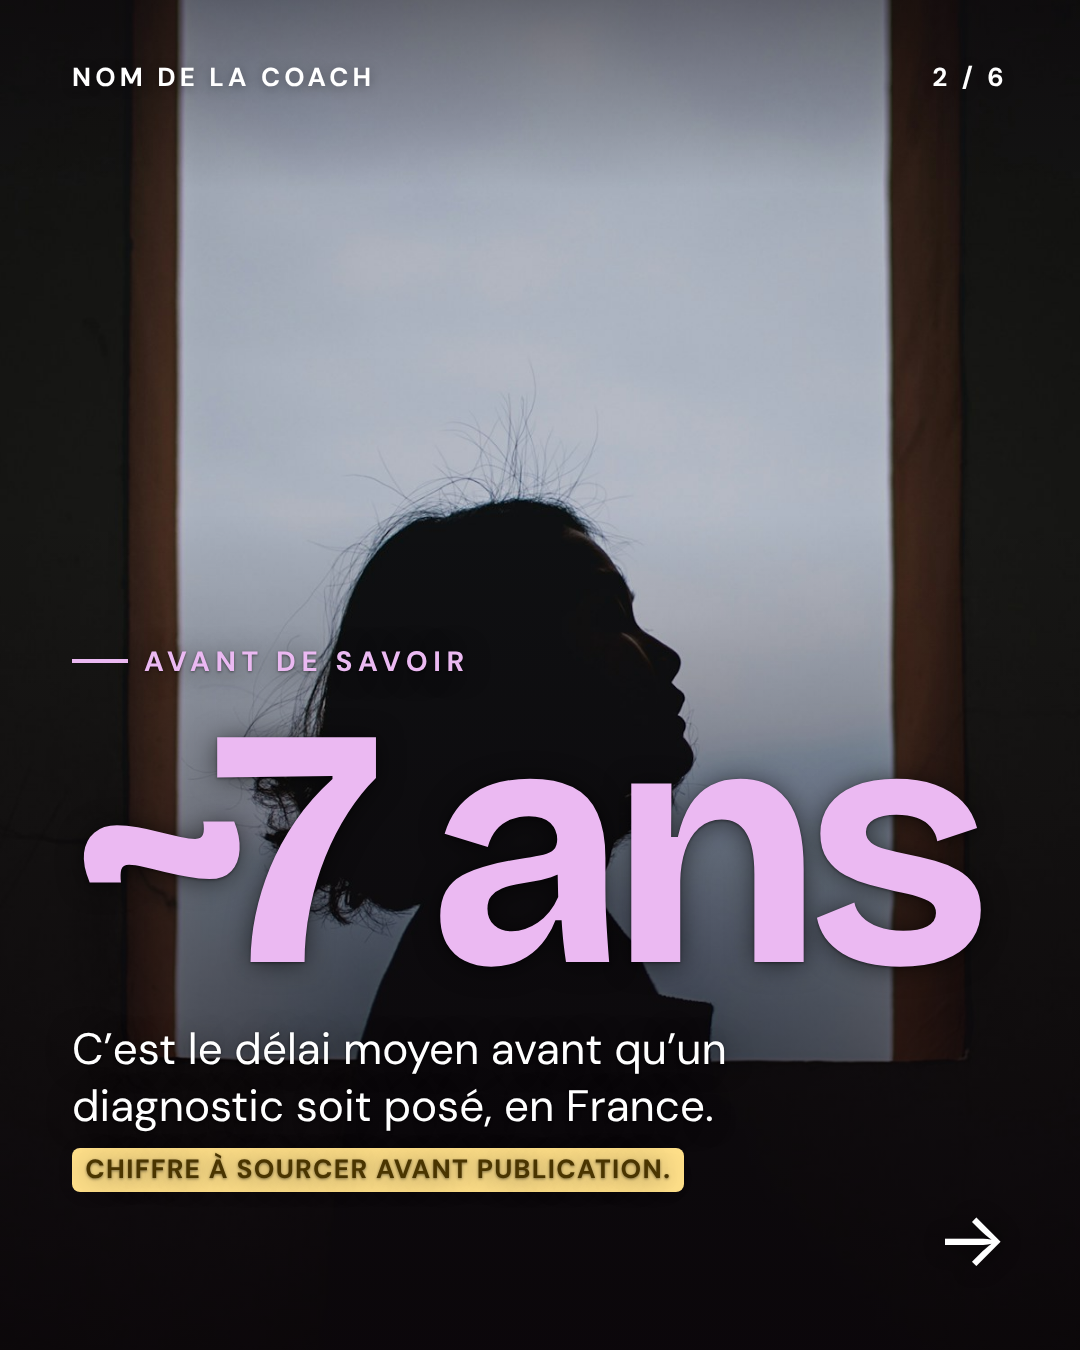 NOM DE LA COACH
2 / 6
AVANT DE SAVOIR
~7 ans
C’est le délai moyen avant qu’un
diagnostic soit posé, en France.
CHIFFRE À SOURCER AVANT PUBLICATION.